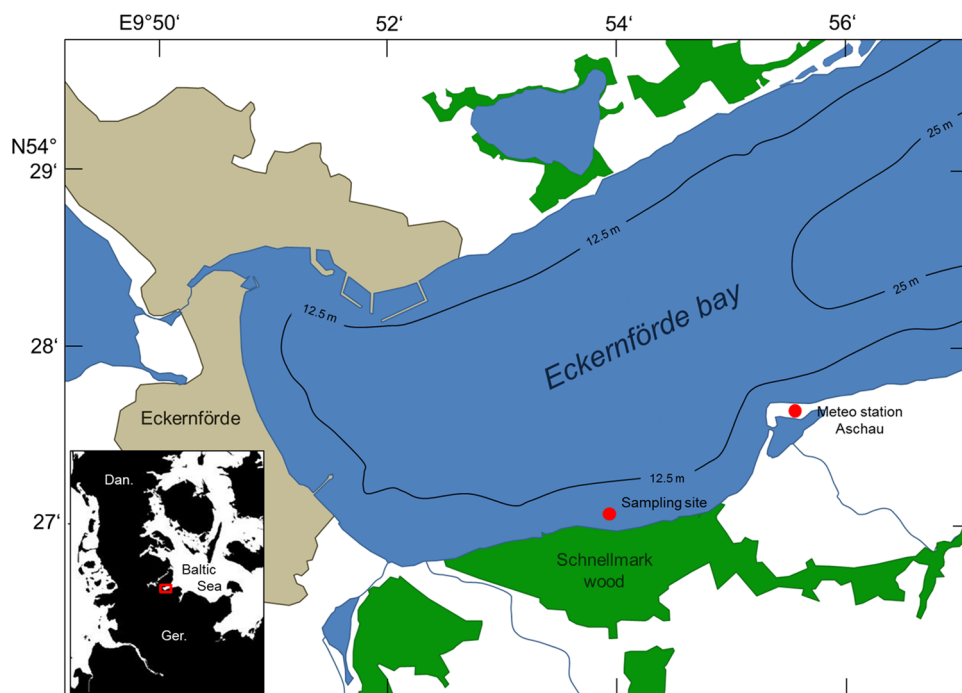 E9°50‘
52‘
54‘
56‘
N54°
29‘
28‘
27‘
25 m
12.5 m
25 m
12.5 m
Eckernförde bay
Eckernförde
Meteo station
Aschau
12.5 m
Sampling site
Schnellmark
wood
Dan.
Baltic
Sea
Ger.